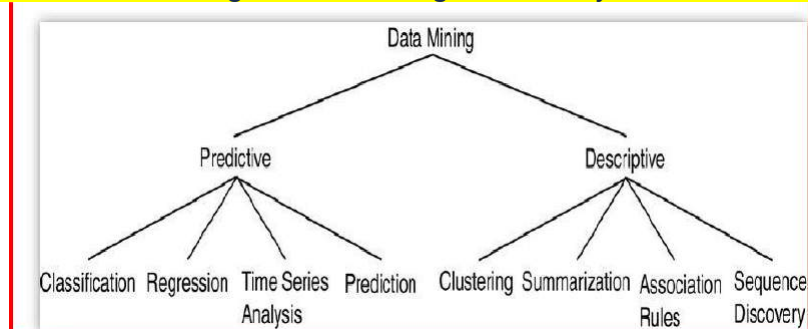 Data Mining
Predictive Descriptive
Classification Regression Time Series Analysis Prediction Clustering Summarization Association Rules Sequence Discovery